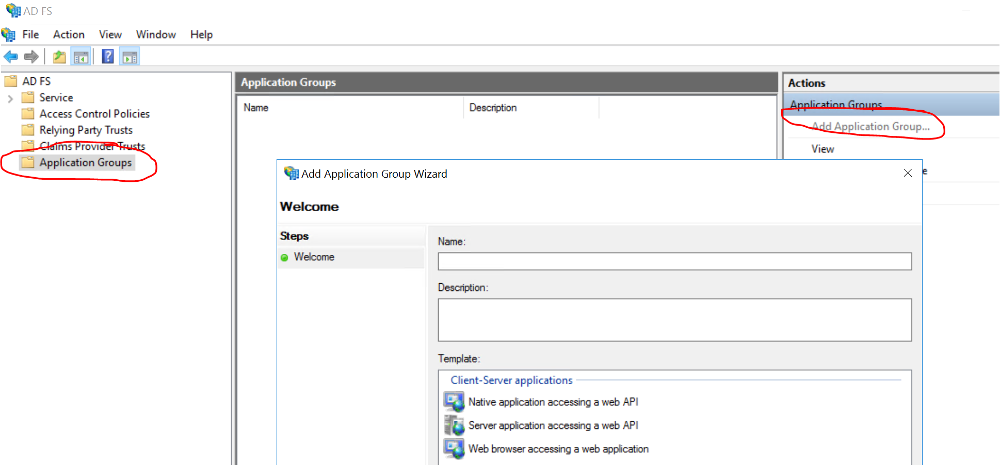 AD FS
File Action View Window Help
AD FS
Service
Access Control Policies
Relying Party Trusts
Claims Provider Trusts
Application Groups
Application Groups
Name Description
Actions
Application Groups
Add Application Group...
View
e
Add Application Group Wizard
Welcome
Steps
Welcome
Name:
Description:
Template:
Client-Server applications
Native application accessing a web API
Server application accessing a web API
Web browser accessing a web application